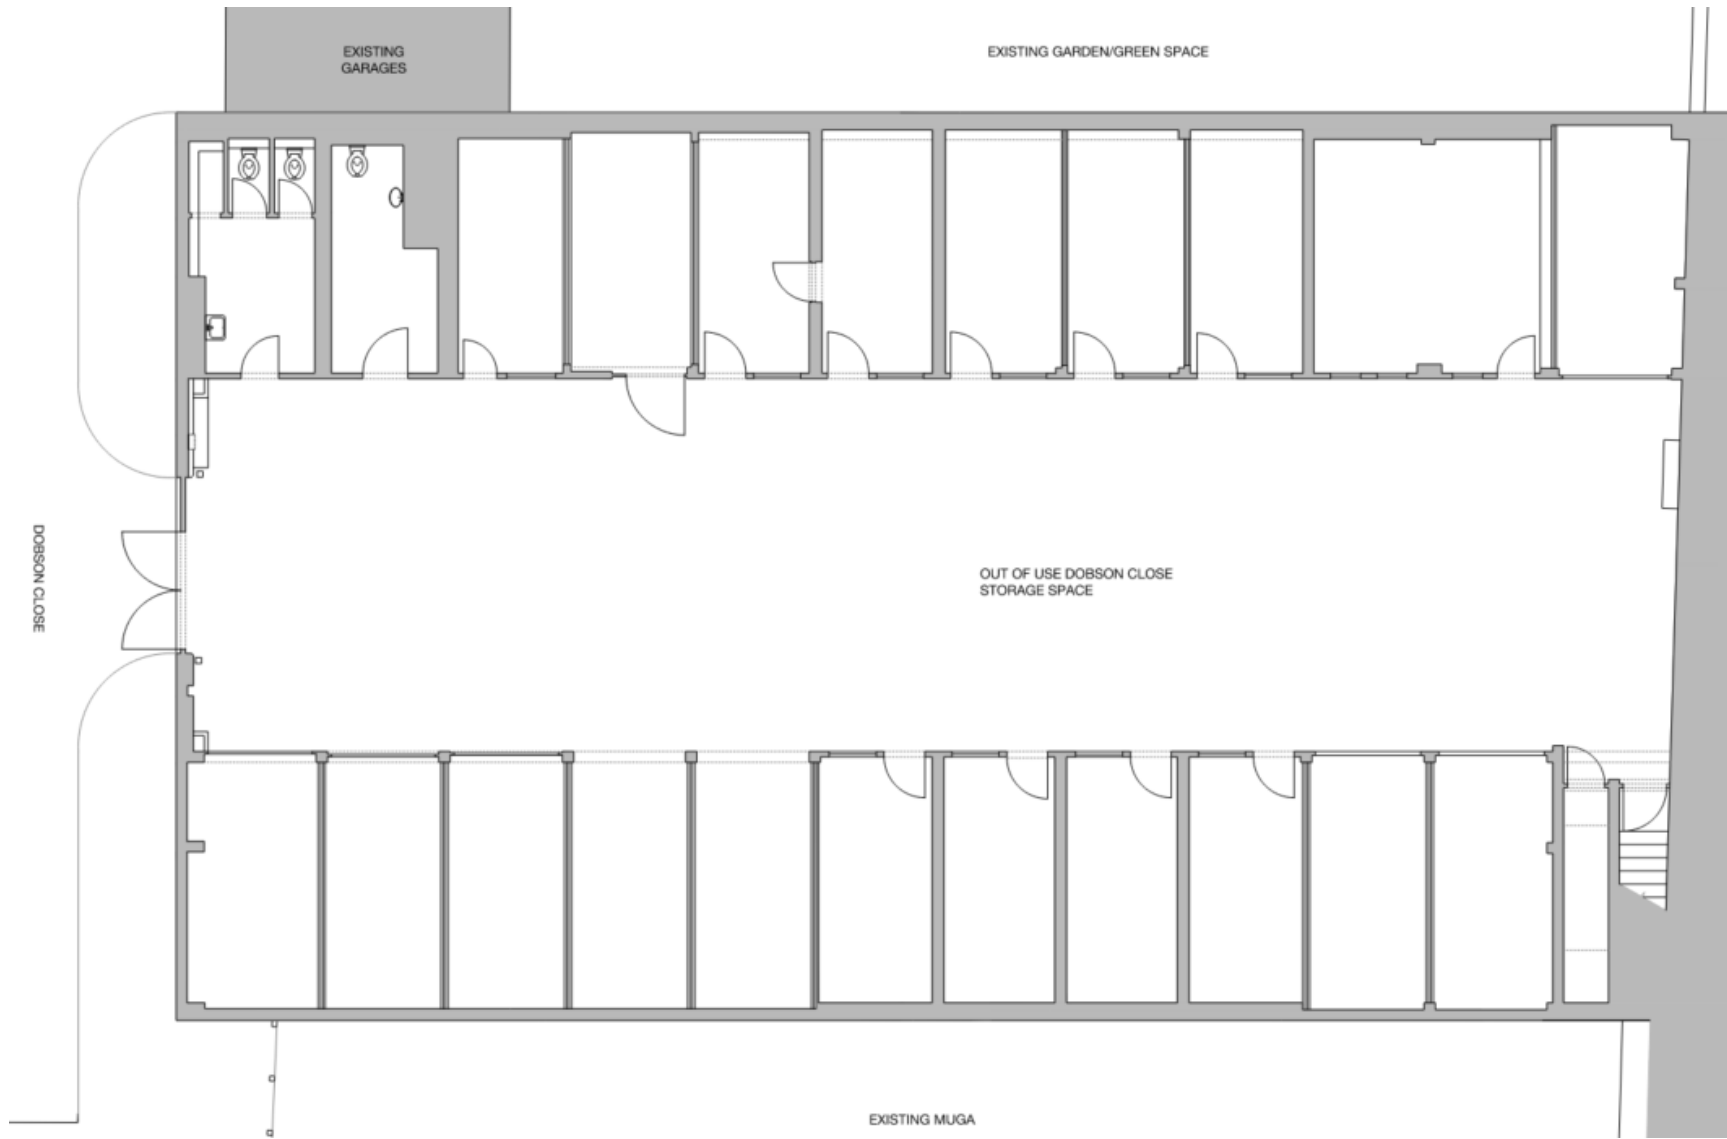 EXISTING
GARAGES
EXISTING GARDEN/GREEN SPACE
DOBSON CLOSE
OUT OF USE DOBSON CLOSE
STORAGE SPACE
EXISTING MUGA